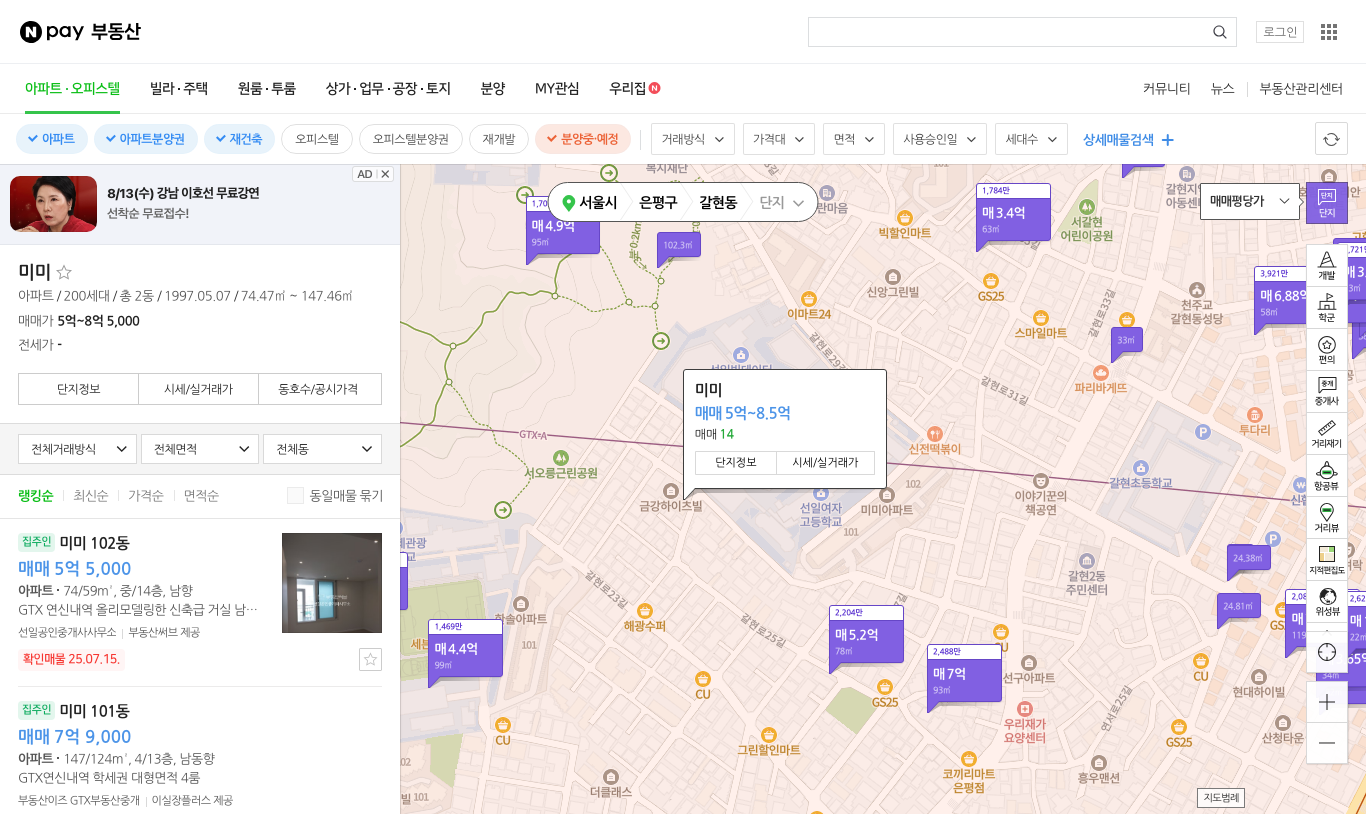 N pay 부동산
로그인
아파트·오피스텔
빌라·주택
원룸·투룸
상가·업무·공장·토지
분양
MY관심
우리집 N
커뮤니티
뉴스
부동산관리센터
아파트
아파트분양권
재건축
오피스텔
오피스텔분양권
재개발
분양중·예정
거래방식
가격대
면적
사용승인일
세대수
상세매물검색
8/13(수) 강남 이호선 무료강연
선착순 무료접수!
AD
미미
아파트 / 200세대 / 총 2동 / 1997.05.07 / 74.47㎡ ~ 147.46㎡
매매가 5억~8억 5,000
전세가 -
단지정보
시세/실거래가
동호수/공시가격
전체거래방식
전체면적
전체동
랭킹순
최신순
가격순
면적순
동일매물 묶기
집주인 미미 102동
매매 5억 5,000
아파트 · 74/59㎡, 중/14층, 남향
GTX 연신내역 올리모델링한 신축급 거실 남…
선일공인중개사사무소 | 부동산써브 제공
확인매물 25.07.15.
집주인 미미 101동
매매 7억 9,000
아파트 · 147/124㎡, 4/13층, 남동향
GTX연신내역 학세권 대형면적 4룸
부동산이즈 GTX부동산중개 | 이실장플러스 제공
서울시
은평구
갈현동
단지
매매평당가
단지
단지
개발
학군
편의
중개
중개사
거리재기
항공뷰
거리뷰
지적편집도
위성뷰
매4.9억
95㎡
102.3㎡
1,784만
매3.4억
63㎡
빅할인마트
서갈현
어린이공원
101
3,921만
매6.88억
58㎡
신양그린빌
GS25
이마트24
스마일마트
천주교
갈현동성당
33㎡
갈현로33길
갈현로29길
갈현로31길
파리바게뜨
투다리
GTX-A
서오릉근린공원
신전떡볶이
미미
매매 5억~8.5억
매매 14
단지정보
시세/실거래가
금강하이츠빌
선일여자
고등학교
미미아파트
102
101
이야기꾼의
책공연
갈현초등학교
갈현2동
주민센터
24.38㎡
24.81㎡
갈현로23길
갈현로25길
한솔아파트
101
해광수퍼
1,469만
매4.4억
99㎡
2,204만
매5.2억
78㎡
2,488만
매7억
93㎡
선구아파트
CU
GS25
우리재가
요양센터
연서로25길
CU
현대하이빌
GS25
산청타운
CU
그린할인마트
코끼리마트
은평점
흥우맨션
더클래스
101
지도범례